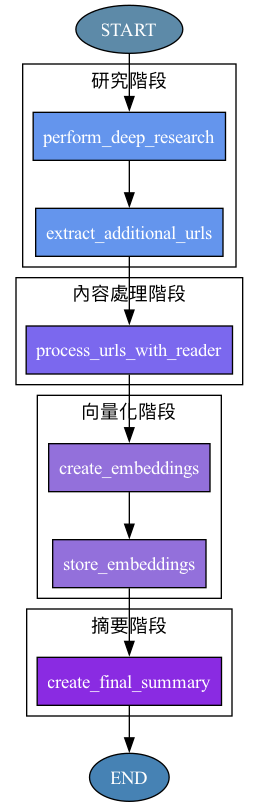 START
研究階段
perform_deep_research
extract_additional_urls
內容處理階段
process_urls_with_reader
向量化階段
create_embeddings
store_embeddings
摘要階段
create_final_summary
END